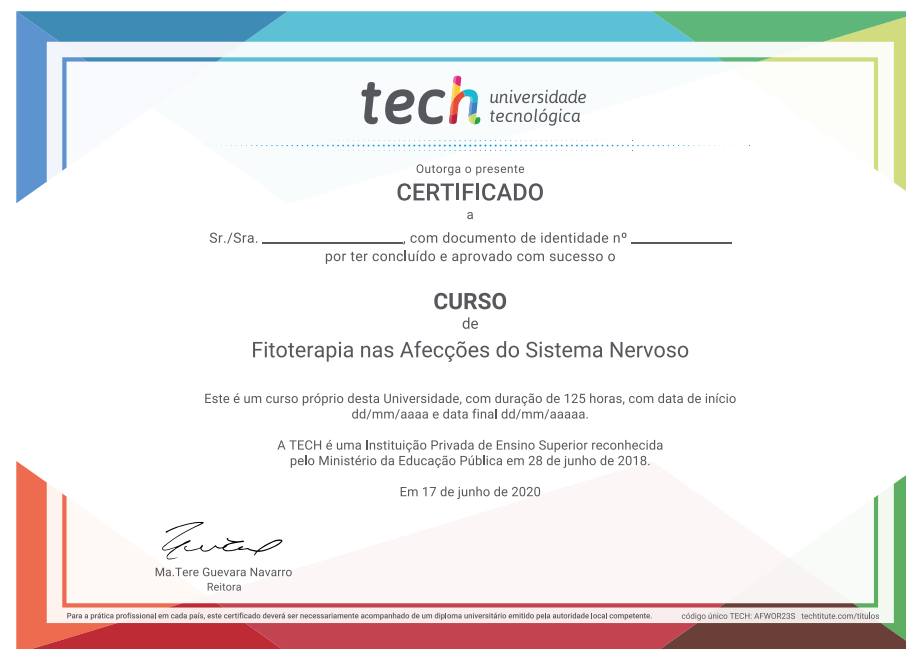 tech universidade
tecnológica
Outorga o presente
CERTIFICADO
a
Sr./Sra. ________________, com documento de identidade nº ____________
por ter concluído e aprovado com sucesso o
CURSO
de
Fitoterapia nas Afecções do Sistema Nervoso
Este é um curso próprio desta Universidade, com duração de 125 horas, com data de início
dd/mm/aaaa e data final dd/mm/aaaaa.
A TECH é uma Instituição Privada de Ensino Superior reconhecida
pelo Ministério da Educação Pública em 28 de junho de 2018.
Em 17 de junho de 2020
Ma.Tere Guevara Navarro
Reitora
Para a prática profissional em cada país, este certificado deverá ser necessariamente acompanhado de um diploma universitário emitido pela autoridade local competente. código único TECH: AFWOR23S techtitute.com/titulos